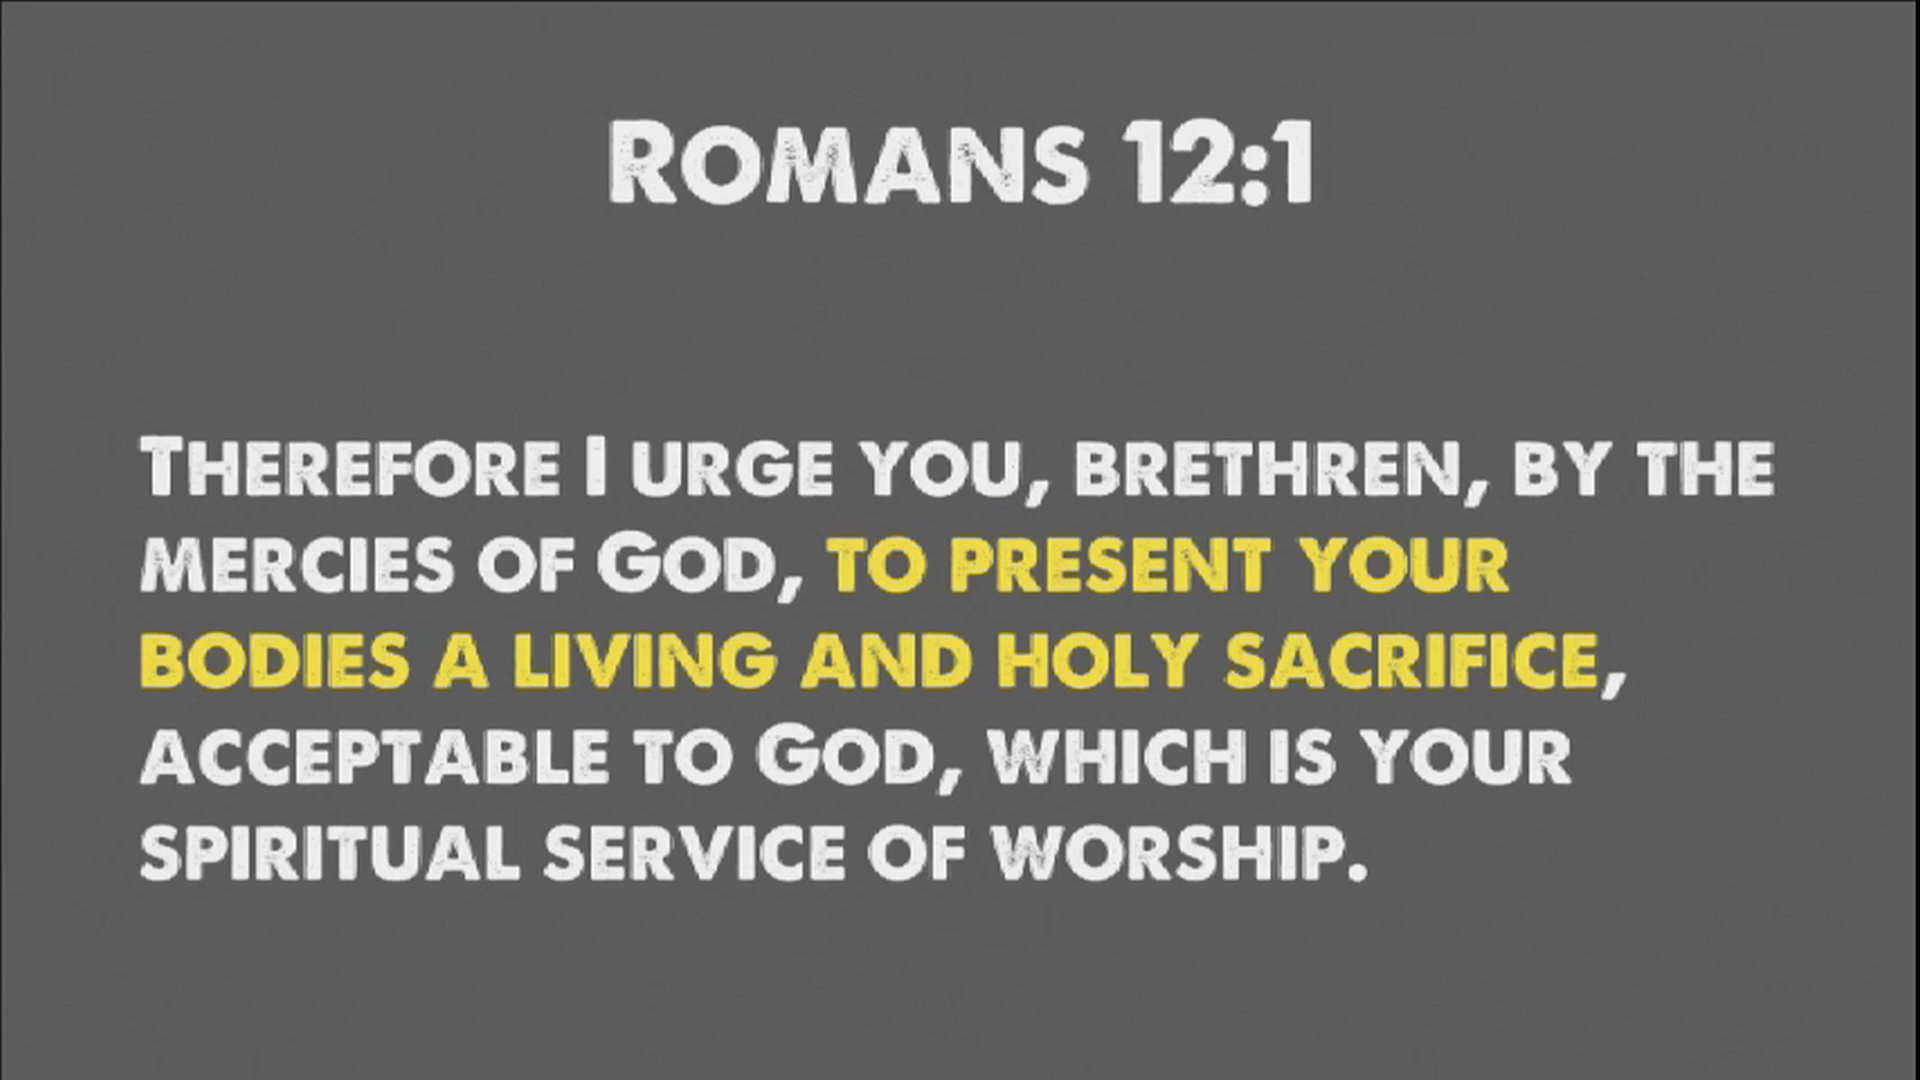 Romans 12:1
Therefore I urge you, brethren, by the
mercies of God, to present your
bodies a living and holy sacrifice,
acceptable to God, which is your
spiritual service of worship.